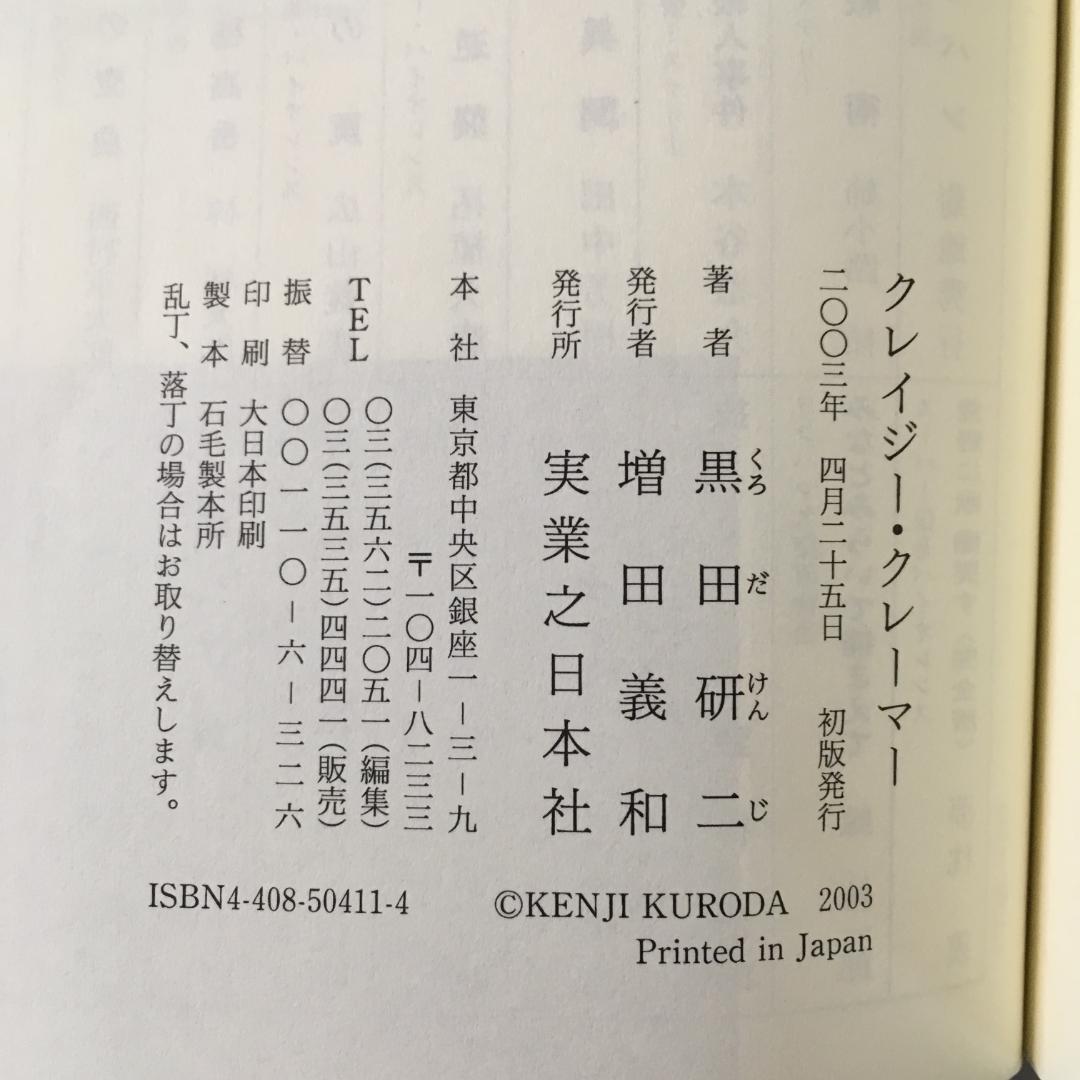 クレイジー・クレーマー
二〇〇三年 四月二十五日 初版発行
著者 黒田研二
くろだけんじ
発行者 増田義和
発行所 実業之日本社
本社 東京都中央区銀座一－三－九
〒一〇四－八二三三
TEL 〇三(三五六二)二〇五一(編集)
〇三(三五三五)四四四一(販売)
振替 〇〇一一〇－六－三二六
印刷 大日本印刷
製本 石毛製本所
乱丁、落丁の場合はお取り替えします。
ISBN4-408-50411-4
©KENJI KURODA 2003
Printed in Japan